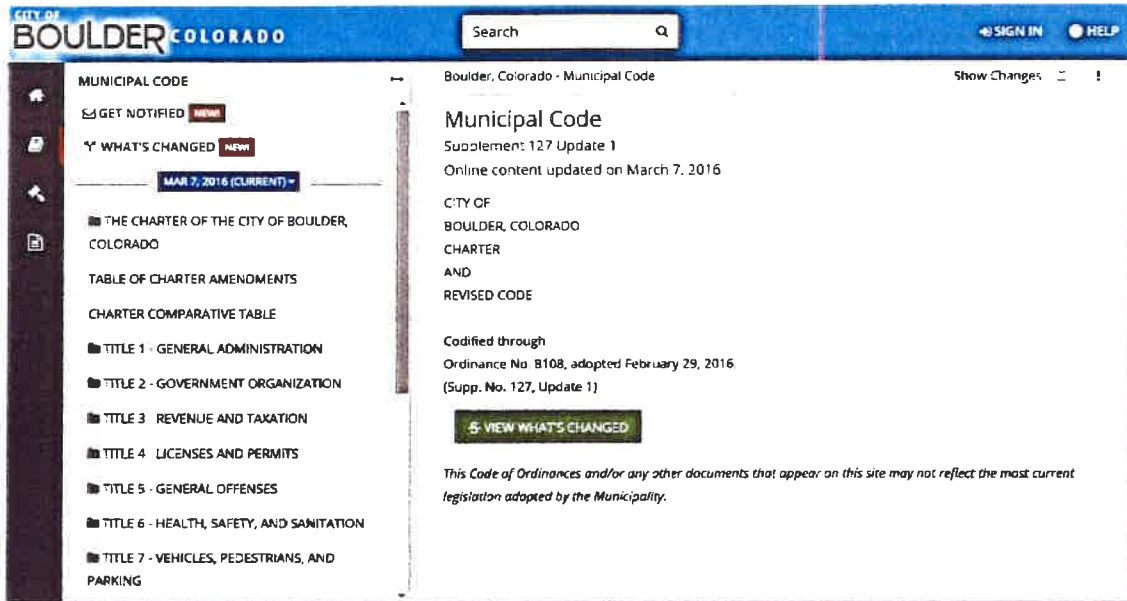 CITY OF
BOULDER COLORADO
Search
SIGN IN
HELP
MUNICIPAL CODE
GET NOTIFIED NEW!
WHAT'S CHANGED NEW!
MAR 7, 2016 (CURRENT)
THE CHARTER OF THE CITY OF BOULDER,
COLORADO
TABLE OF CHARTER AMENDMENTS
CHARTER COMPARATIVE TABLE
TITLE 1 - GENERAL ADMINISTRATION
TITLE 2 - GOVERNMENT ORGANIZATION
TITLE 3 REVENUE AND TAXATION
TITLE 4 LICENSES AND PERMITS
TITLE 5 - GENERAL OFFENSES
TITLE 6 - HEALTH, SAFETY, AND SANITATION
TITLE 7 - VEHICLES, PEDESTRIANS, AND
PARKING
Boulder, Colorado - Municipal Code
Show Changes
Municipal Code
Supplement 127 Update 1
Online content updated on March 7, 2016
CITY OF
BOULDER, COLORADO
CHARTER
AND
REVISED CODE
Codified through
Ordinance No. 8108, adopted February 29, 2016.
(Supp. No. 127, Update 1)
VIEW WHAT'S CHANGED
This Code of Ordinances and/or any other documents that appear on this site may not reflect the most current
legislation adopted by the Municipality.